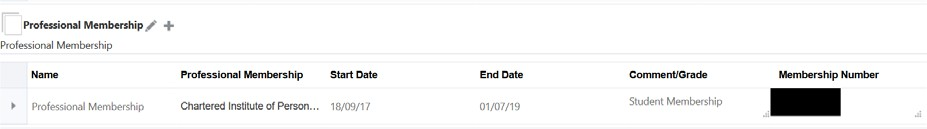 Professional Membership
Professional Membership
Name Professional Membership Start Date End Date Comment/Grade Membership Number
Professional Membership Chartered Institute of Person... 18/09/17 01/07/19 Student Membership